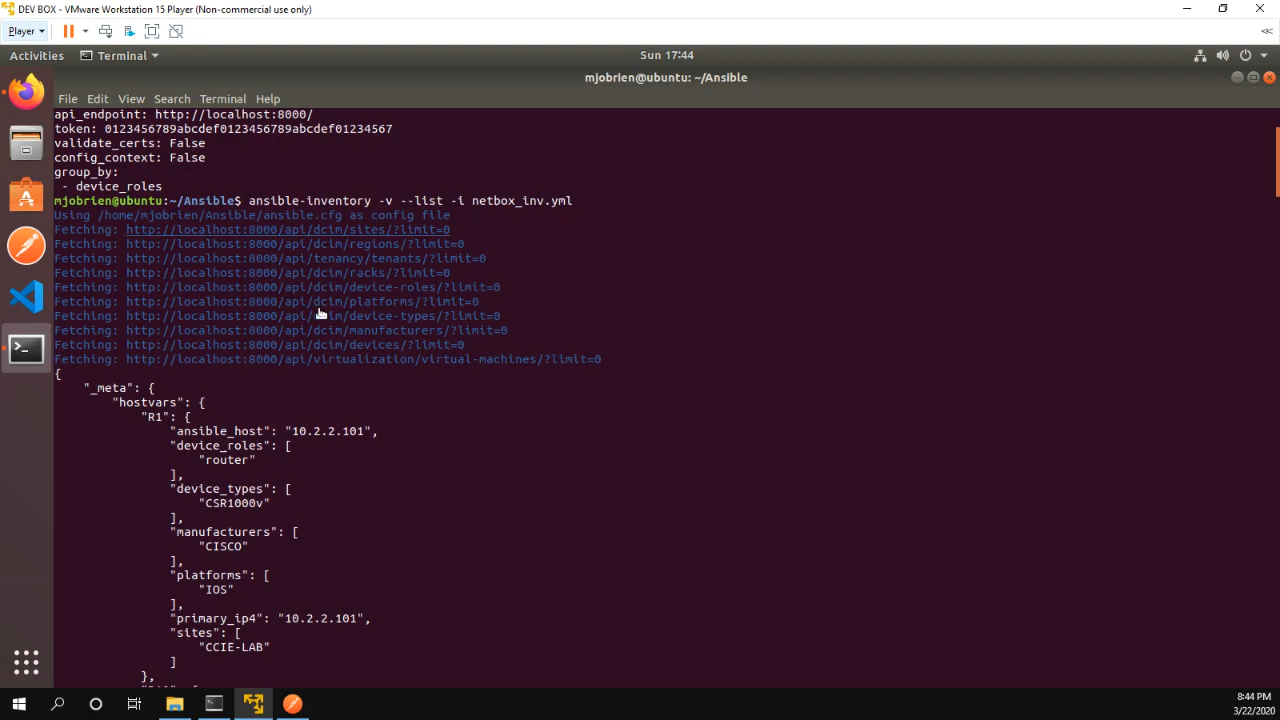 DEV BOX - VMware Workstation 15 Player (Non-commercial use only)
Player
Activities Terminal Sun 17:44
mjobrien@ubuntu: ~/Ansible
File Edit View Search Terminal Help
api_endpoint: http://localhost:8000/
token: 0123456789abcdef0123456789abcdef01234567
validate_certs: False
config_context: False
group_by:
 - device_roles
mjobrien@ubuntu:~/Ansible$ ansible-inventory -v --list -i netbox_inv.yml
Using /home/mjobrien/Ansible/ansible.cfg as config file
Fetching: http://localhost:8000/api/dcim/sites/?limit=0
Fetching: http://localhost:8000/api/dcim/regions/?limit=0
Fetching: http://localhost:8000/api/tenancy/tenants/?limit=0
Fetching: http://localhost:8000/api/dcim/racks/?limit=0
Fetching: http://localhost:8000/api/dcim/device-roles/?limit=0
Fetching: http://localhost:8000/api/dcim/platforms/?limit=0
Fetching: http://localhost:8000/api/dcim/device-types/?limit=0
Fetching: http://localhost:8000/api/dcim/manufacturers/?limit=0
Fetching: http://localhost:8000/api/dcim/devices/?limit=0
Fetching: http://localhost:8000/api/virtualization/virtual-machines/?limit=0
{
    "_meta": {
        "hostvars": {
            "R1": {
                "ansible_host": "10.2.2.101",
                "device_roles": [
                    "router"
                ],
                "device_types": [
                    "CSR1000v"
                ],
                "manufacturers": [
                    "CISCO"
                ],
                "platforms": [
                    "IOS"
                ],
                "primary_ip4": "10.2.2.101",
                "sites": [
                    "CCIE-LAB"
                ]
            },
8:44 PM
3/22/2020